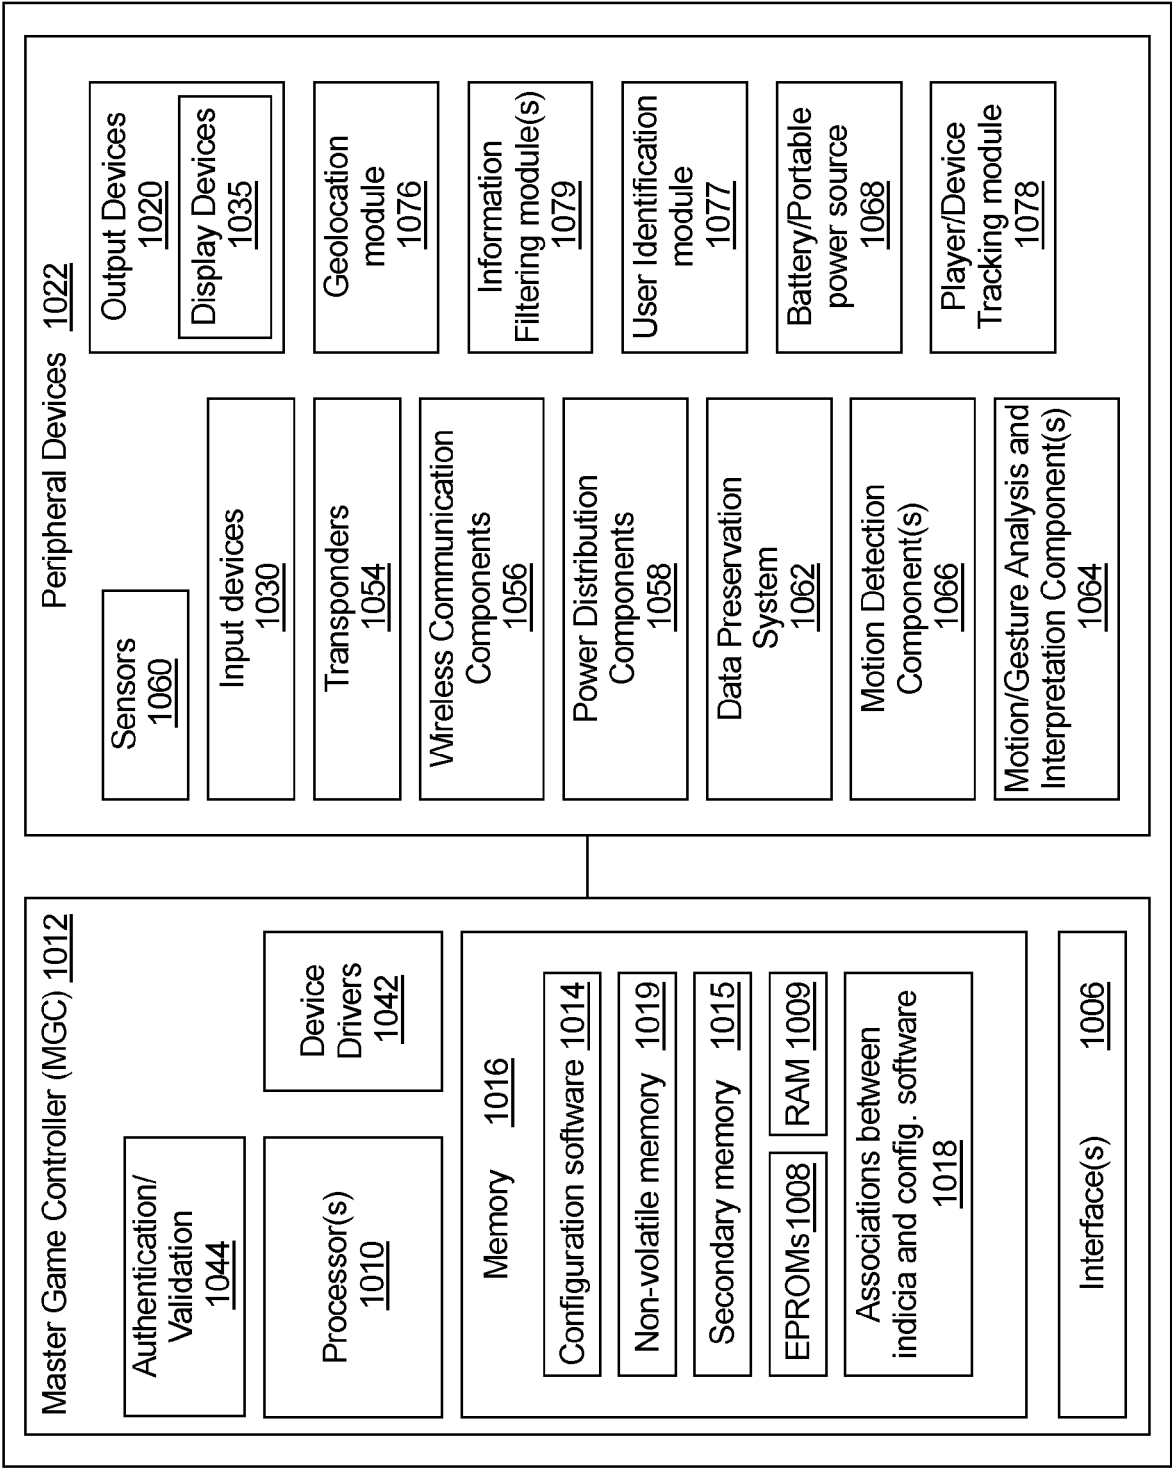 Master Game Controller (MGC) 1012
Authentication/
Validation
1044
Processor(s)
1010
Device
Drivers
1042
Memory 1016
Configuration software 1014
Non-volatile memory 1019
Secondary memory 1015
EPROMs1008
RAM 1009
Associations between
indicia and config. software
1018
Interface(s) 1006
Peripheral Devices 1022
Sensors
1060
Input devices
1030
Transponders
1054
Wireless Communication
Components
1056
Power Distribution
Components
1058
Data Preservation
System
1062
Motion Detection
Component(s)
1066
Motion/Gesture Analysis and
Interpretation Component(s)
1064
Output Devices
1020
Display Devices
1035
Geolocation
module
1076
Information
Filtering module(s)
1079
User Identification
module
1077
Battery/Portable
power source
1068
Player/Device
Tracking module
1078